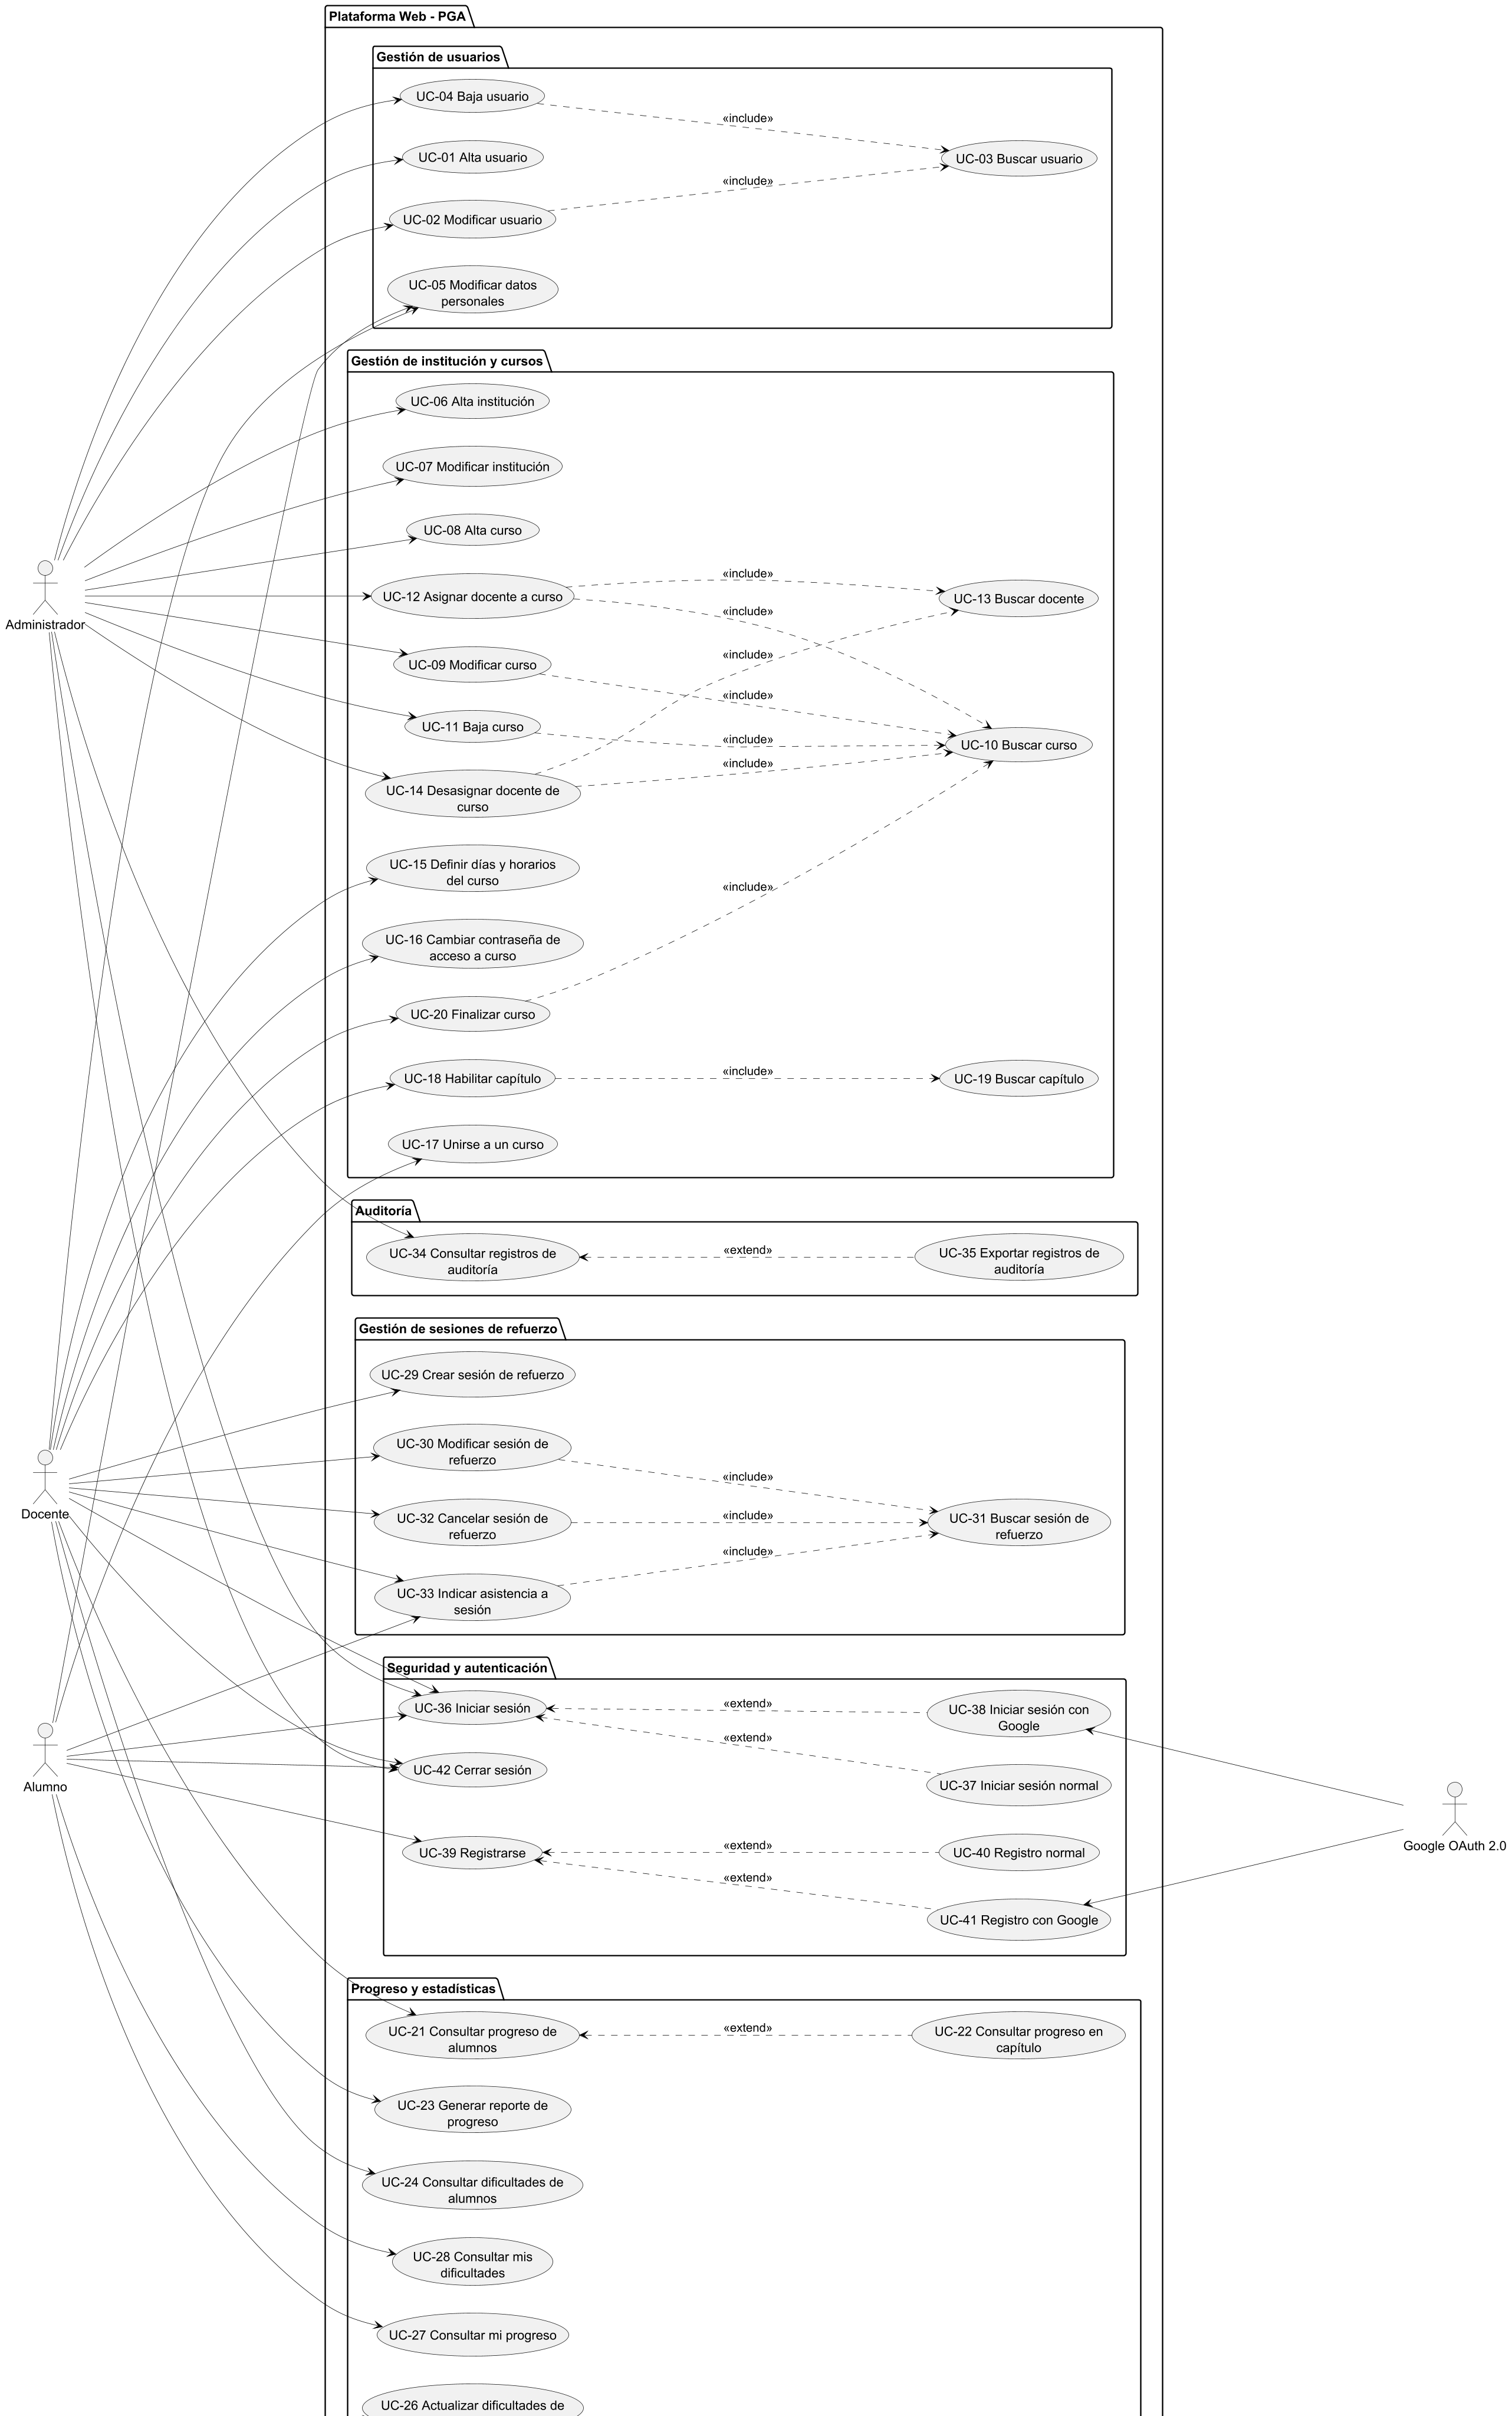 Plataforma Web - PGA
Gestión de usuarios
UC-04 Baja usuario
«include»
UC-01 Alta usuario
UC-03 Buscar usuario
«include»
UC-02 Modificar usuario
UC-05 Modificar datos
personales
Gestión de institución y cursos
UC-06 Alta institución
UC-07 Modificar institución
UC-08 Alta curso
«include»
UC-12 Asignar docente a curso
UC-13 Buscar docente
«include»
Administrador
«include»
UC-09 Modificar curso
«include»
UC-11 Baja curso
«include»
UC-10 Buscar curso
«include»
UC-14 Desasignar docente de
curso
UC-15 Definir días y horarios
del curso
«include»
UC-16 Cambiar contraseña de
acceso a curso
UC-20 Finalizar curso
«include»
UC-18 Habilitar capítulo
UC-19 Buscar capítulo
UC-17 Unirse a un curso
Auditoría
UC-34 Consultar registros de
auditoría
«extend»
UC-35 Exportar registros de
auditoría
Gestión de sesiones de refuerzo
UC-29 Crear sesión de refuerzo
UC-30 Modificar sesión de
refuerzo
«include»
Docente
UC-32 Cancelar sesión de
refuerzo
«include»
UC-31 Buscar sesión de
refuerzo
«include»
UC-33 Indicar asistencia a
sesión
Seguridad y autenticación
UC-36 Iniciar sesión
«extend»
UC-38 Iniciar sesión con
Google
«extend»
UC-42 Cerrar sesión
UC-37 Iniciar sesión normal
Alumno
Google OAuth 2.0
«extend»
UC-39 Registrarse
UC-40 Registro normal
«extend»
UC-41 Registro con Google
Progreso y estadísticas
UC-21 Consultar progreso de
alumnos
«extend»
UC-22 Consultar progreso en
capítulo
UC-23 Generar reporte de
progreso
UC-24 Consultar dificultades de
alumnos
UC-28 Consultar mis
dificultades
UC-27 Consultar mi progreso
UC-26 Actualizar dificultades de